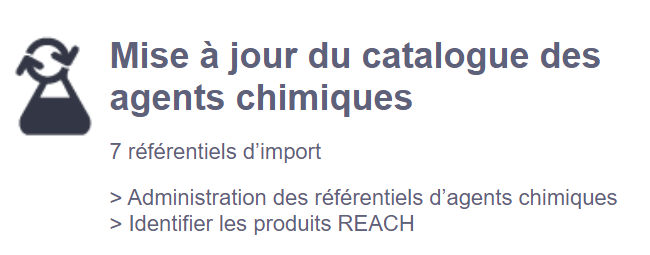 Mise à jour du catalogue des
agents chimiques
7 référentiels d’import
> Administration des référentiels d’agents chimiques
> Identifier les produits REACH